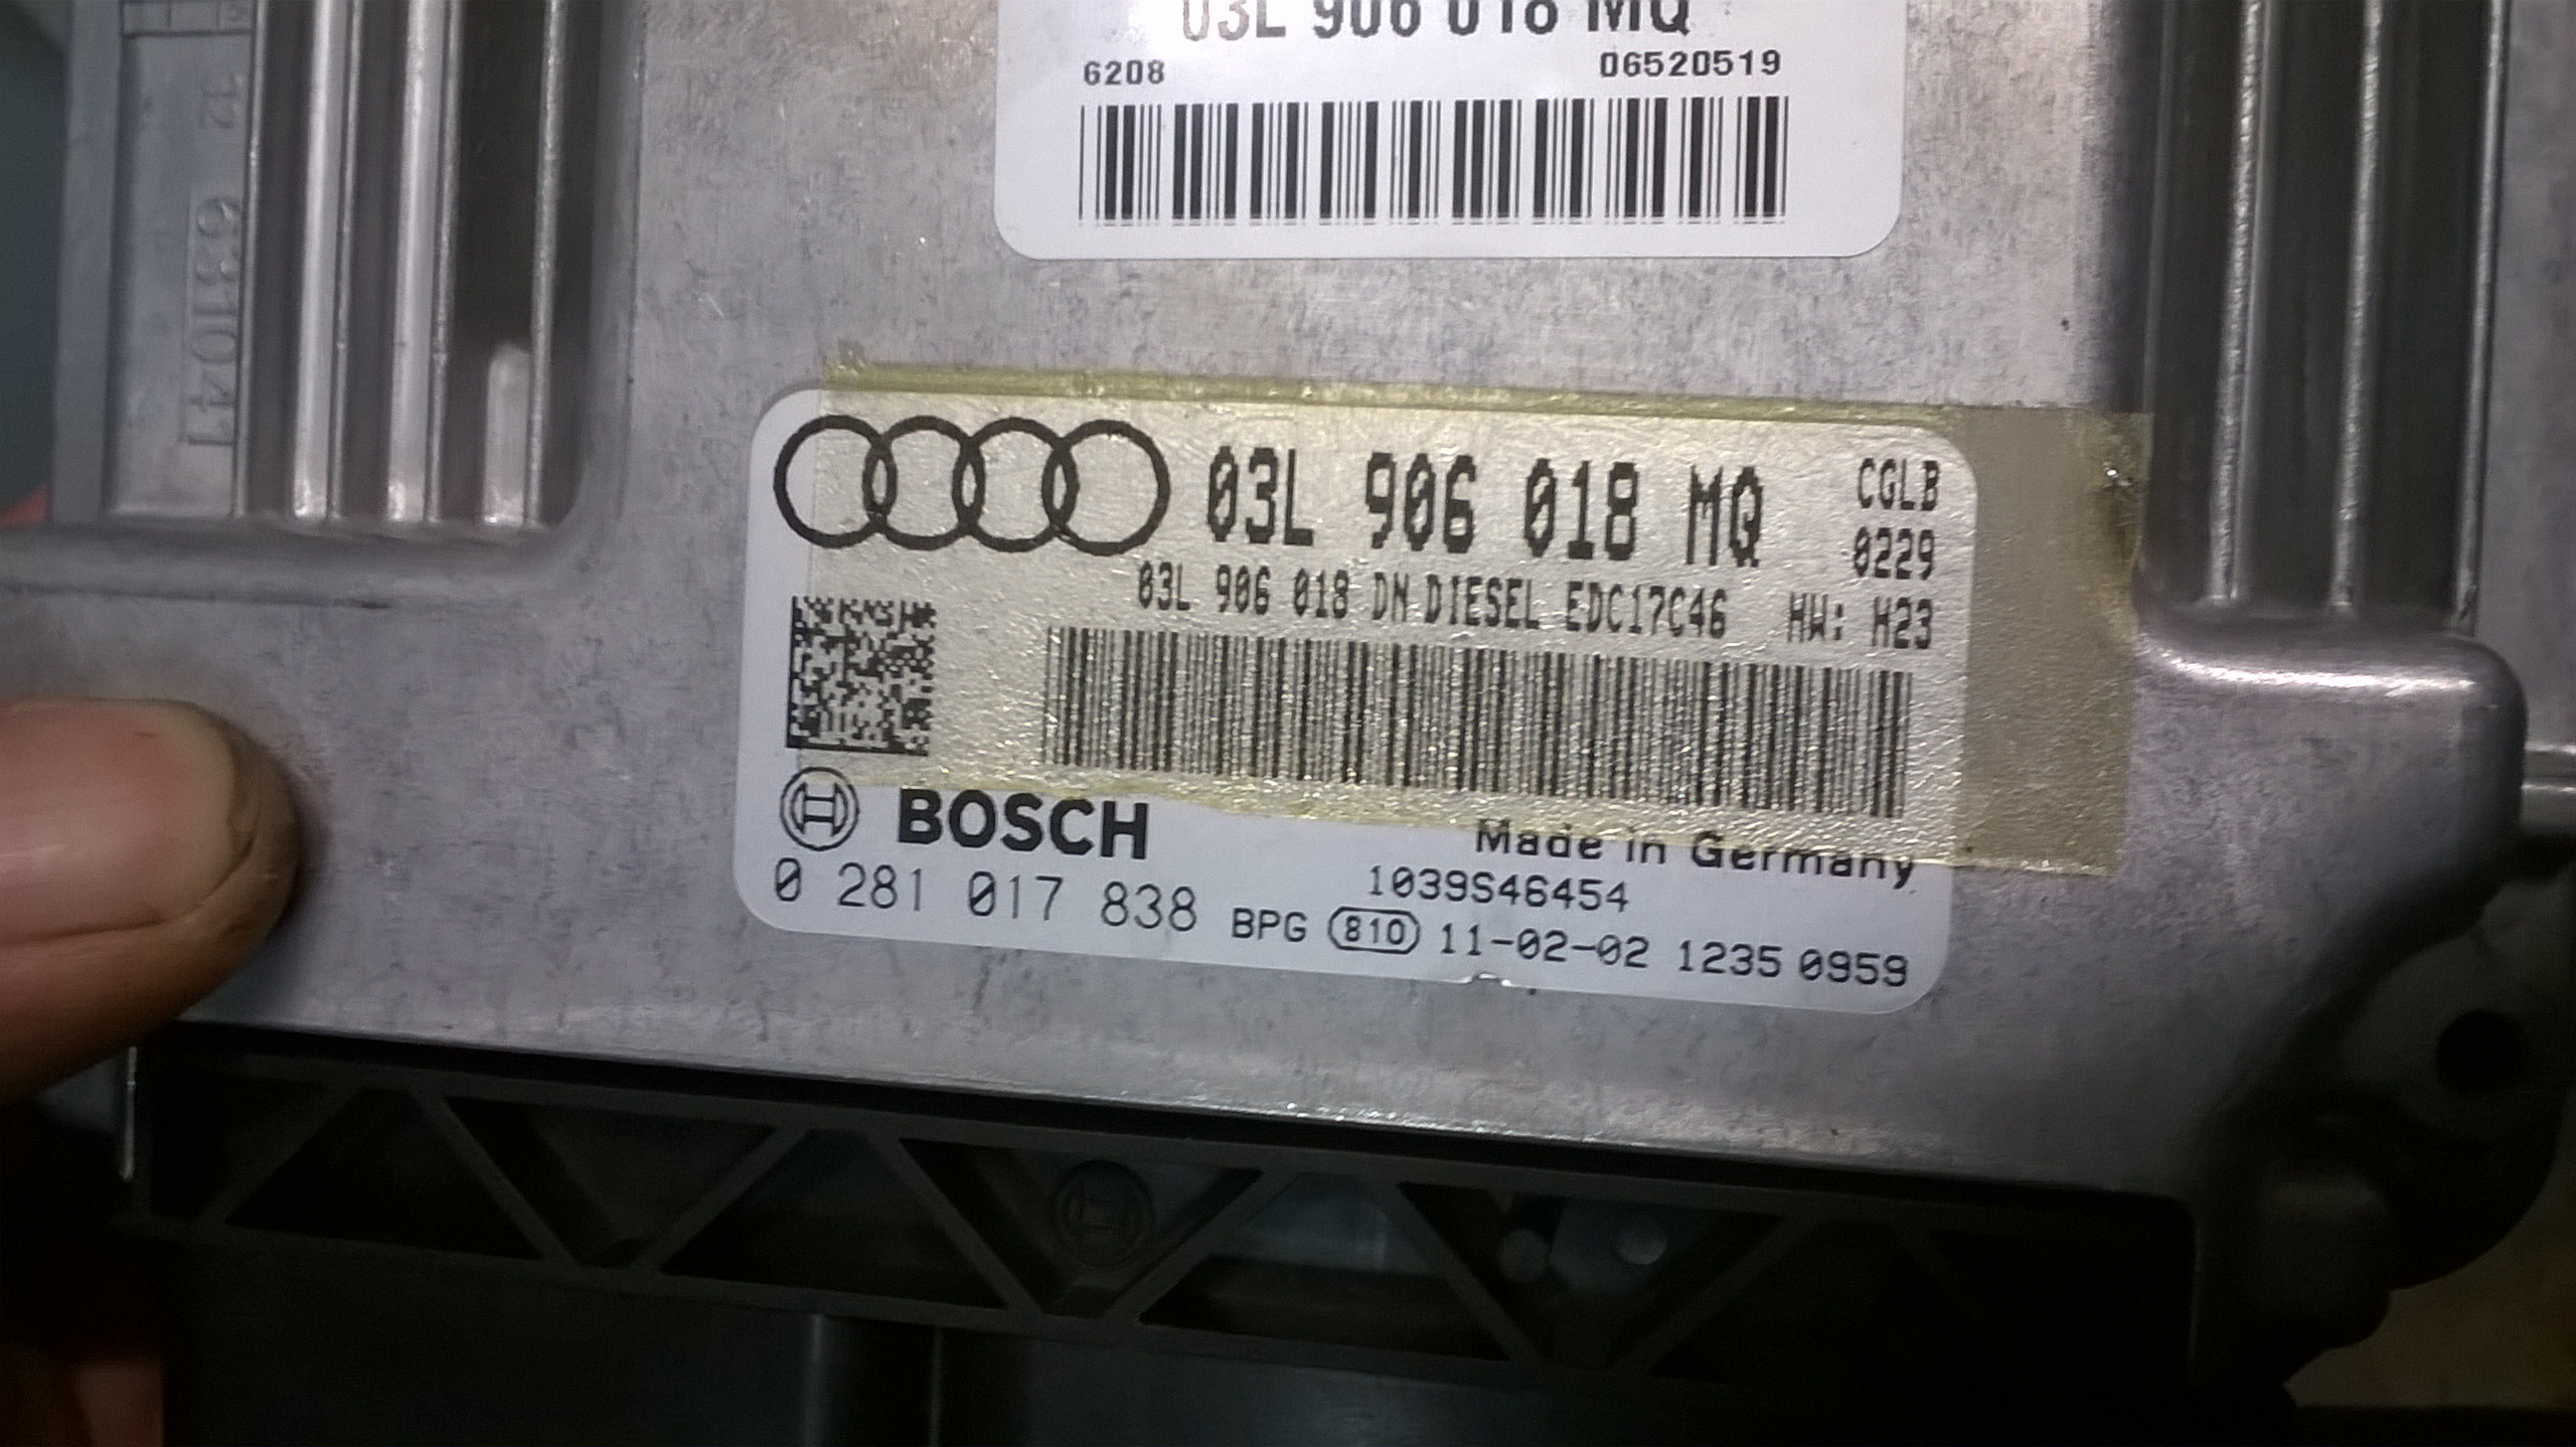 03L 906 018 MQ
6208 06520519
03L 906 018 MQ CGLB
0229
03L 906 018 DN DIESEL EDC17C46 HW: H23
BOSCH
Made in Germany
1039S46454
0 281 017 838 BPG 810 11-02-02 1235 0959